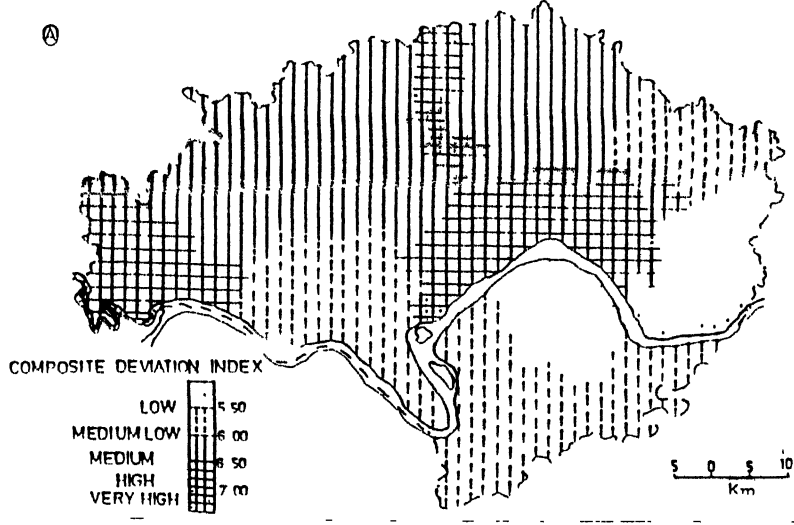 A
COMPOSITE DEVIATION INDEX
LOW
5 50
MEDIUM LOW
6 00
MEDIUM
6 50
HIGH
7 00
VERY HIGH
5 0 5 10
Km